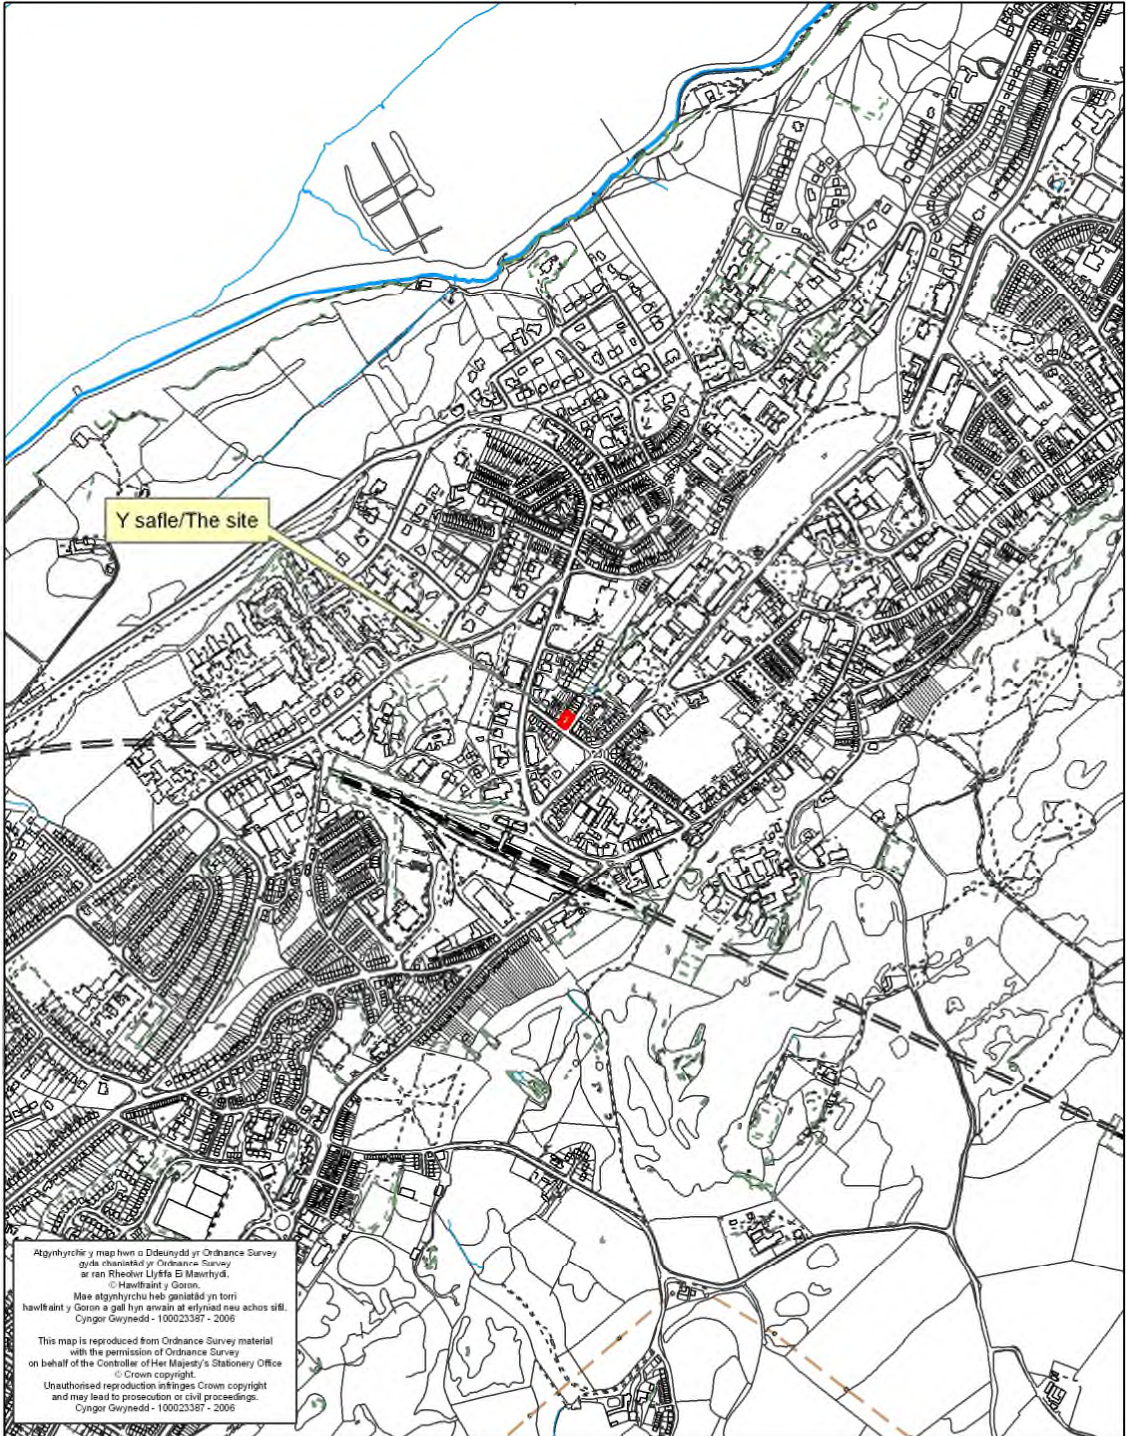 Y safle/The site
Atgynhyrchir y map hwn o Ddeunydd yr Ordnance Survey
gyda chaniatâd yr Ordnance Survey
ar ran Rheolwr Llyfrfa Ei Mawrhydi.
© Hawlfraint y Goron.
Mae atgynhyrchu heb ganiatâd yn torri
hawlfraint y Goron a gall hyn arwain at erlyniad neu achos sifil.
Cyngor Gwynedd - 100023387 - 2006
This map is reproduced from Ordnance Survey material
with the permission of Ordnance Survey
on behalf of the Controller of Her Majesty's Stationery Office
© Crown copyright.
Unauthorised reproduction infringes Crown copyright
and may lead to prosecution or civil proceedings.
Cyngor Gwynedd - 100023387 - 2006